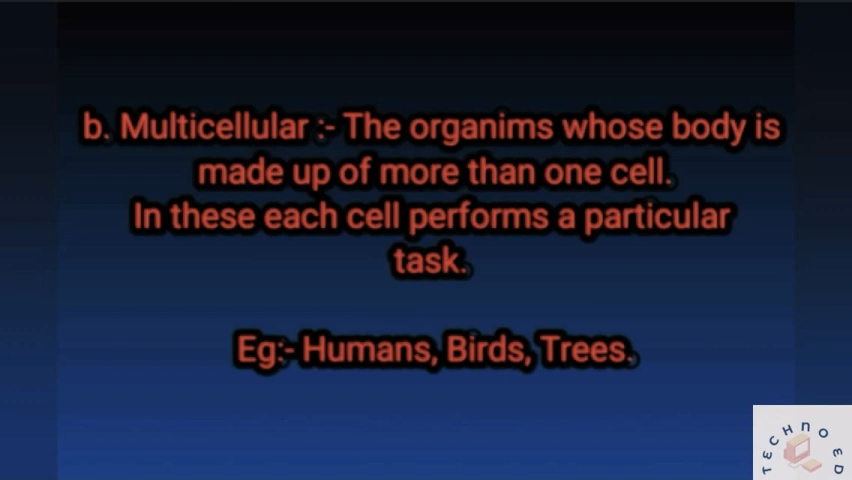 b. Multicellular :- The organims whose body is
made up of more than one cell.
In these each cell performs a particular
task.
Eg:- Humans, Birds, Trees.
TECHNO ED